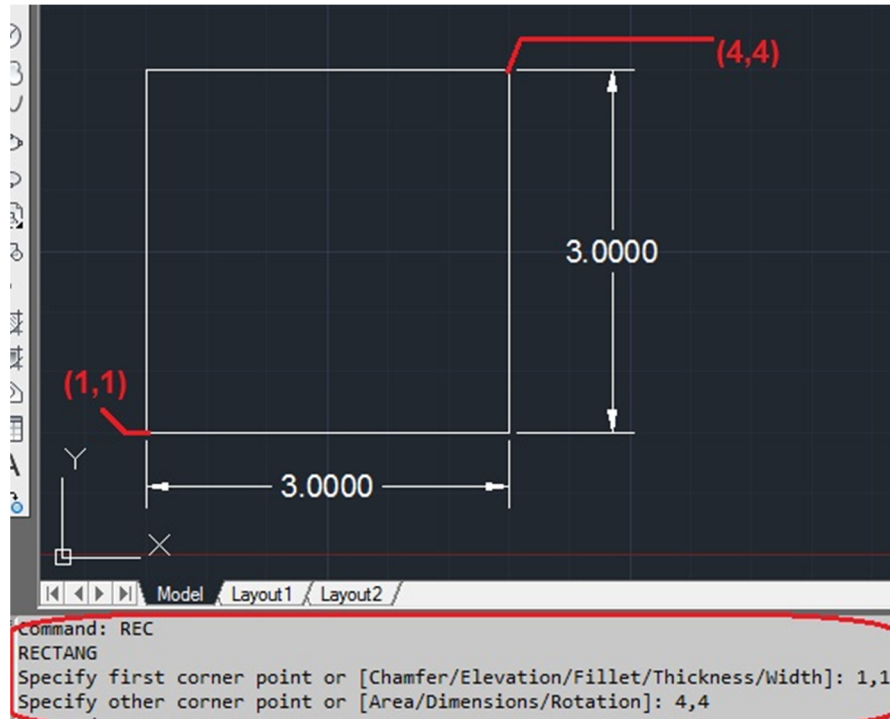 (4,4)
3.0000
(1,1)
Y
3.0000
X
Model Layout1 Layout2
Command: REC
RECTANG
Specify first corner point or [Chamfer/Elevation/Fillet/Thickness/Width]: 1,1
Specify other corner point or [Area/Dimensions/Rotation]: 4,4